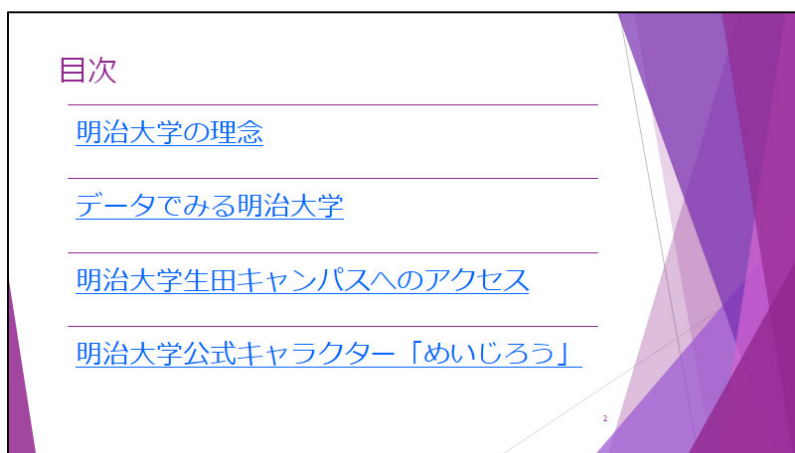 目次
明治大学の理念
データでみる明治大学
明治大学生田キャンパスへのアクセス
明治大学公式キャラクター「めいじろう」
2